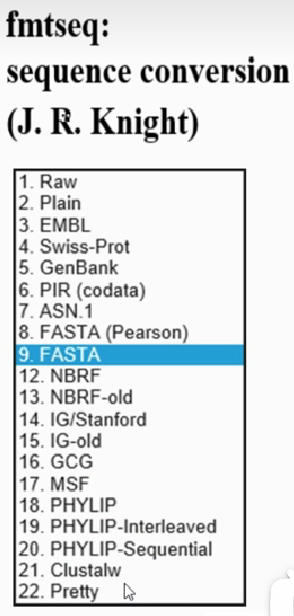 fmtseq:
sequence conversion
(J. R. Knight)
1. Raw
2. Plain
3. EMBL
4. Swiss-Prot
5. GenBank
6. PIR (codata)
7. ASN.1
8. FASTA (Pearson)
9. FASTA
12. NBRF
13. NBRF-old
14. IG/Stanford
15. IG-old
16. GCG
17. MSF
18. PHYLIP
19. PHYLIP-Interleaved
20. PHYLIP-Sequential
21. Clustalw
22. Pretty